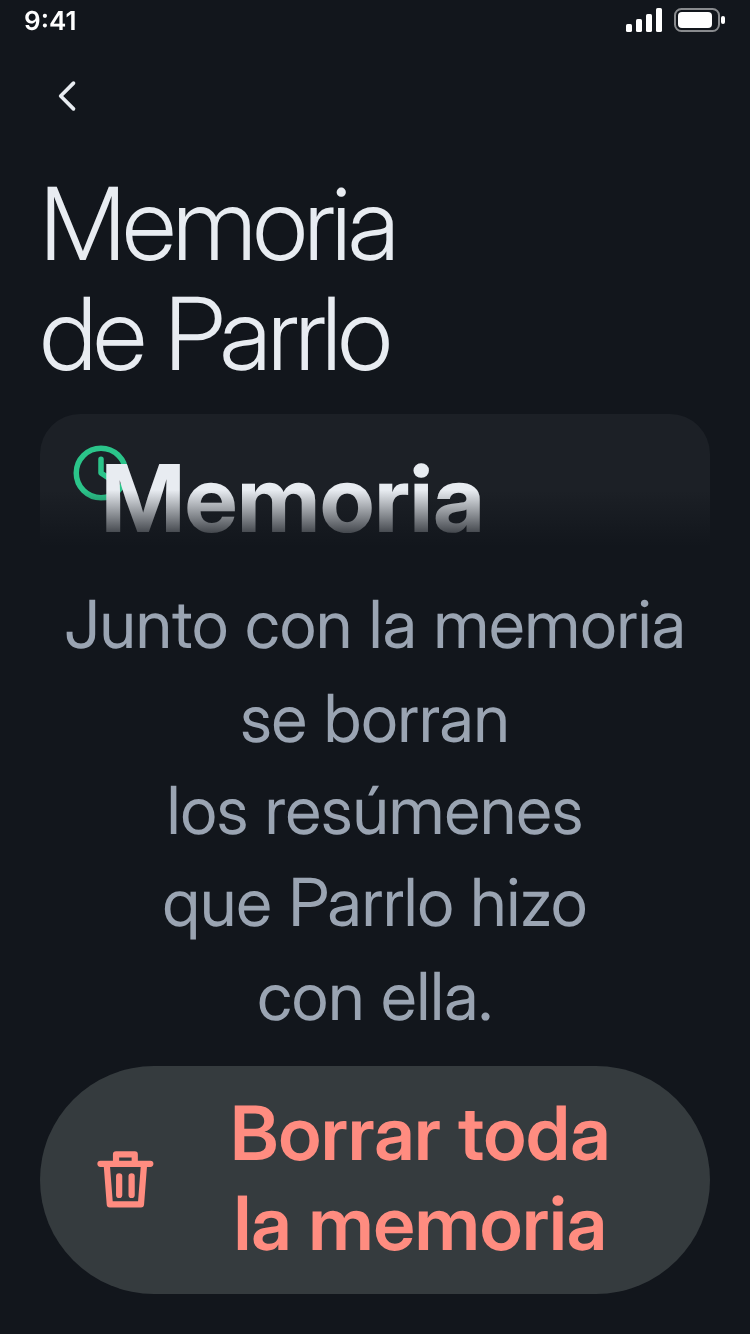 9:41
Memoria
de Parrlo
Memoria
Junto con la memoria
se borran
los resúmenes
que Parrlo hizo
con ella.
Borrar toda
la memoria